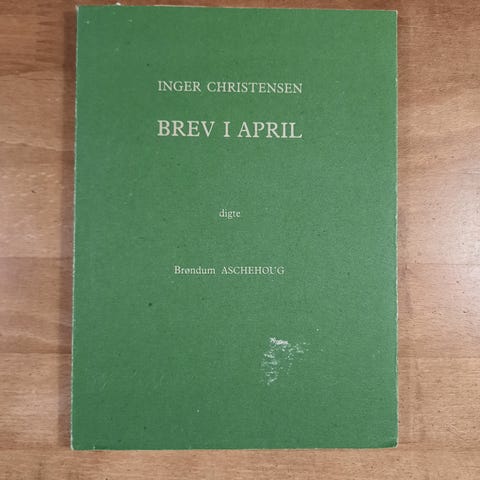 INGER CHRISTENSEN
BREV I APRIL
digte
Brøndum ASCHEHOUG